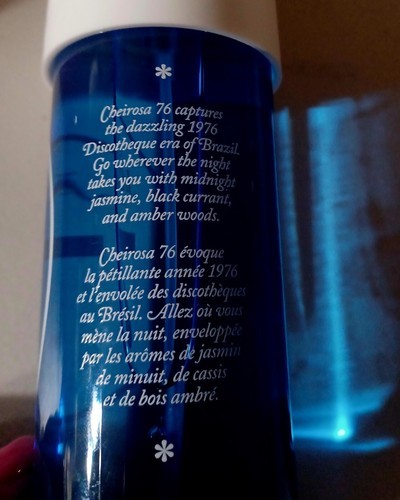 *
Cheirosa 76 captures
the dazzling 1976
Discotheque era of Brazil.
Go wherever the night
takes you with midnight
jasmine, black currant,
and amber woods.
Cheirosa 76 évoque
la pétillante année 1976
et l'envolée des discothèques
au Brésil. Allez où vous
mène la nuit, enveloppée
par les arômes de jasmin
de minuit, de cassis
et de bois ambré.
*